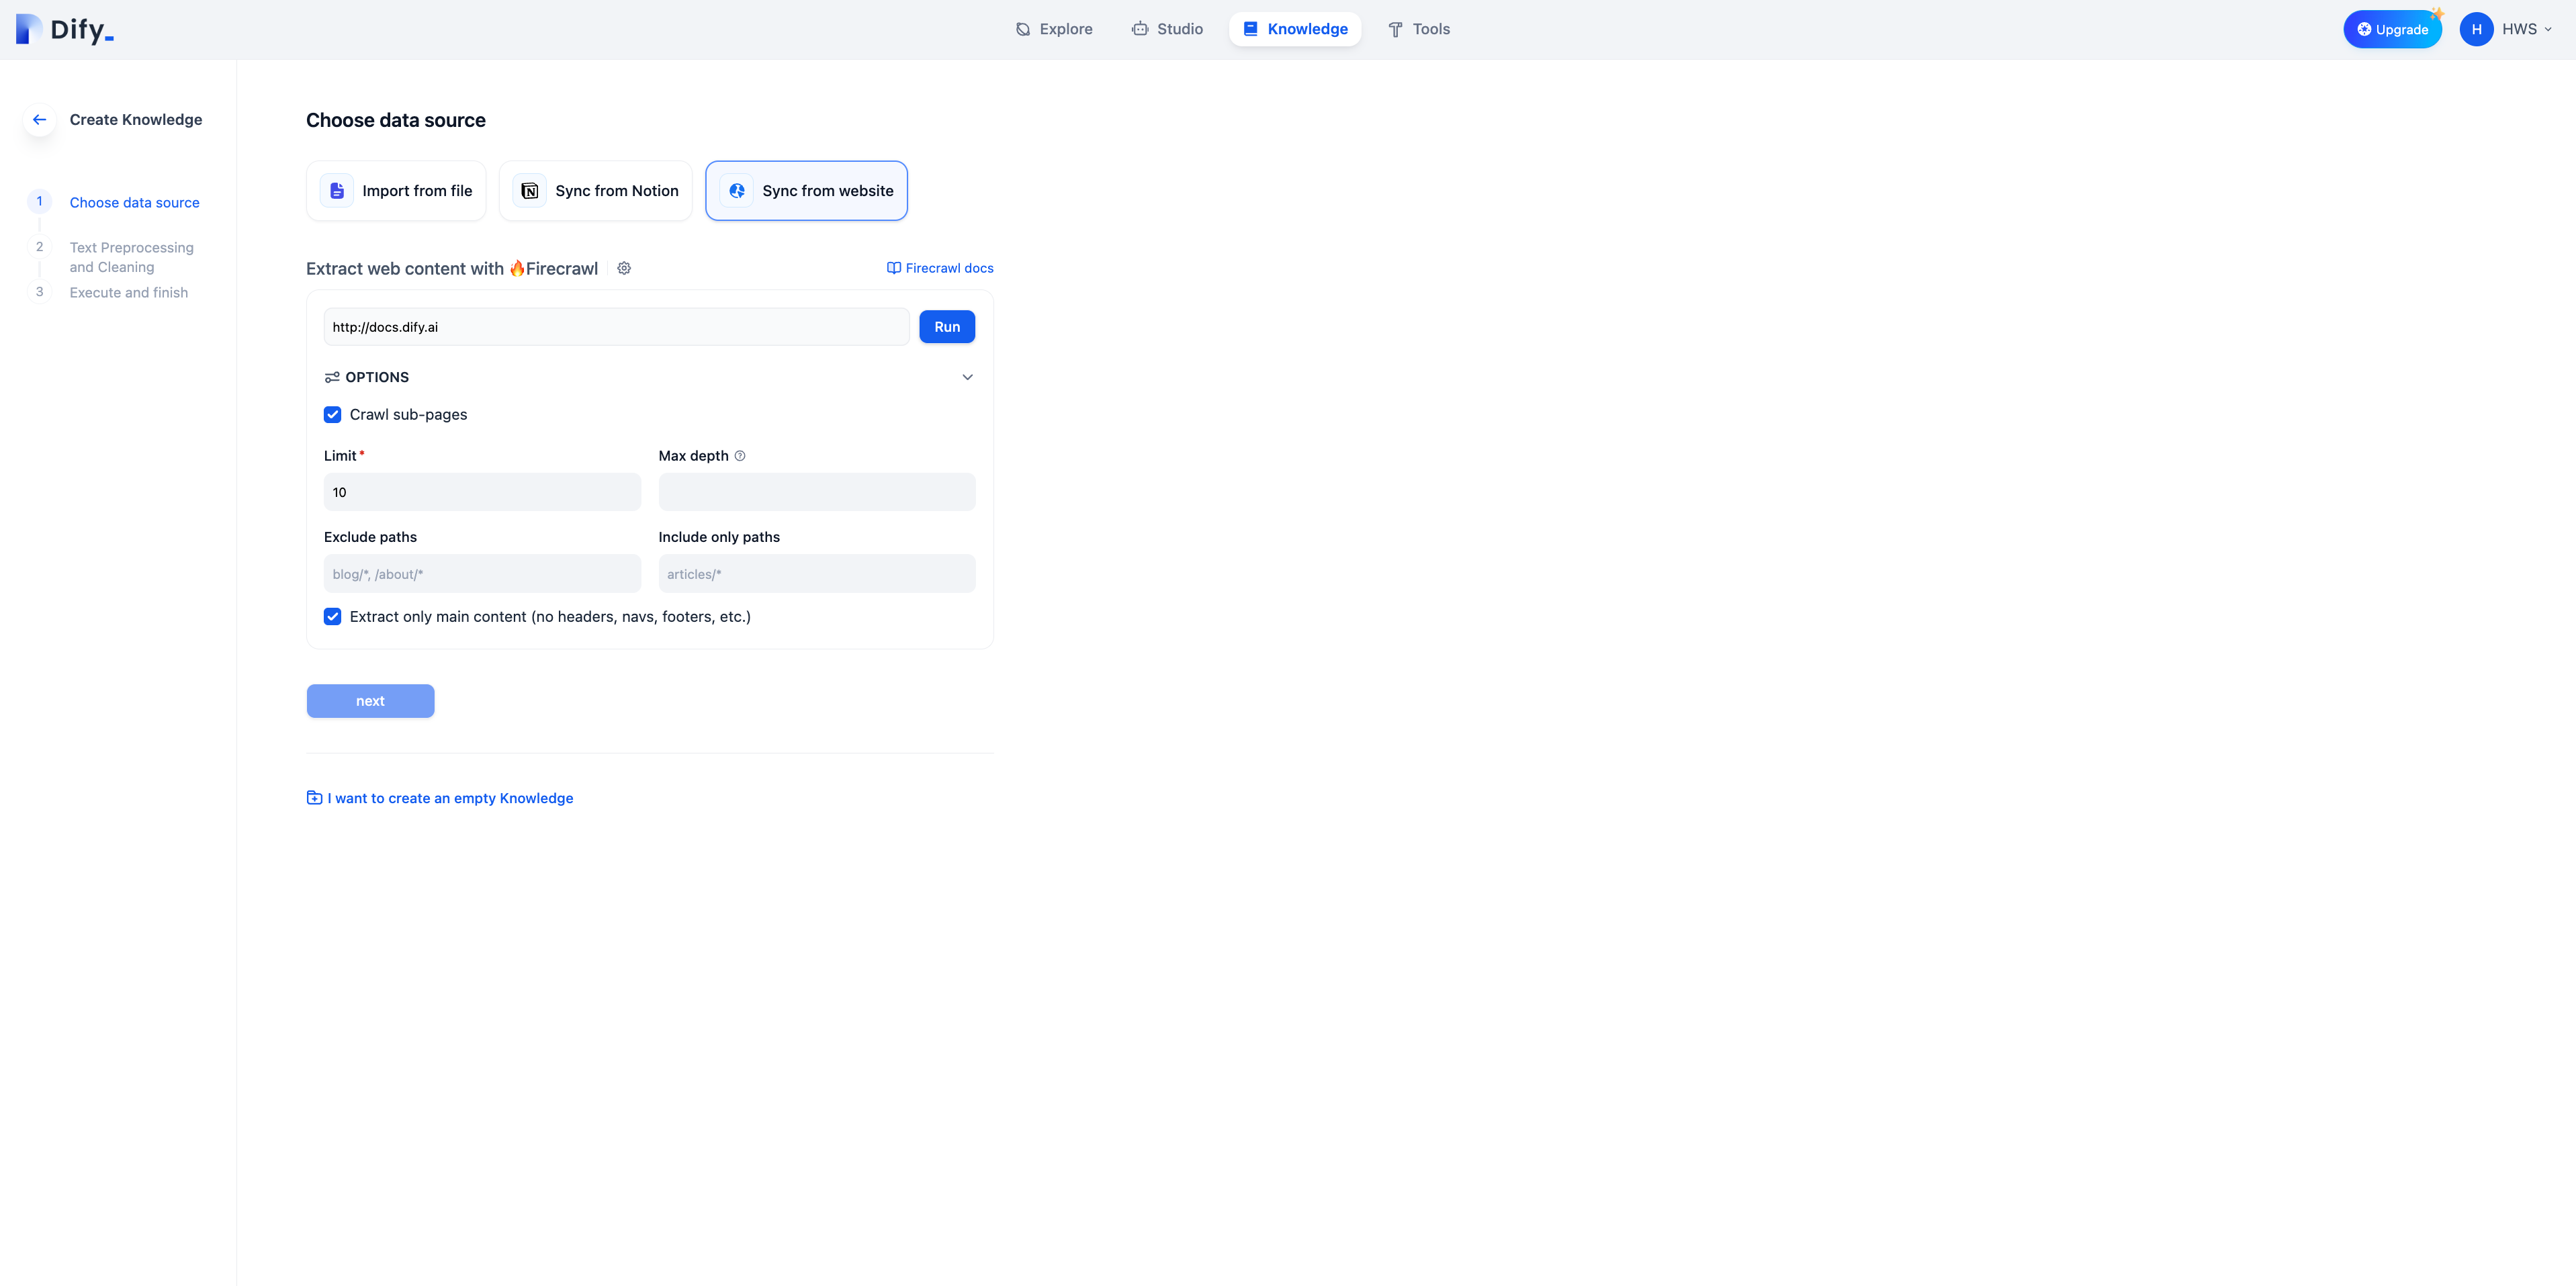 Dify_
Explore
Studio
Knowledge
Tools
Upgrade
H
HWS
Create Knowledge
1
Choose data source
2
Text Preprocessing
and Cleaning
3
Execute and finish
Choose data source
Import from file
Sync from Notion
Sync from website
Extract web content with 🔥Firecrawl
Firecrawl docs
http://docs.dify.ai
Run
OPTIONS
Crawl sub-pages
Limit*
Max depth
10
Exclude paths
Include only paths
blog/*, /about/*
articles/*
Extract only main content (no headers, navs, footers, etc.)
next
I want to create an empty Knowledge